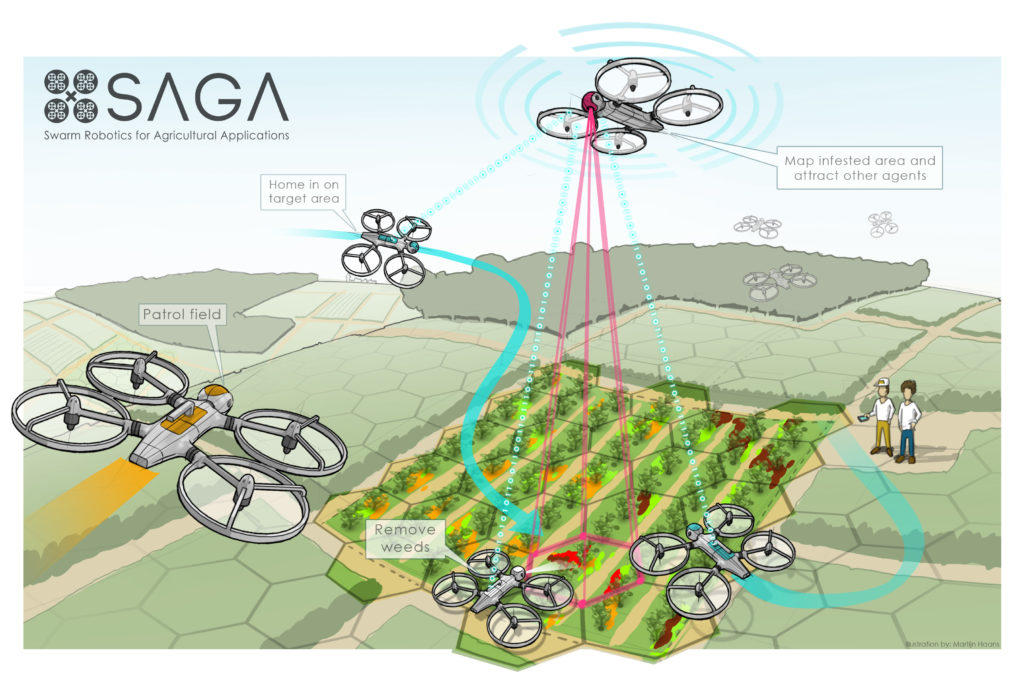 SAGA
Swarm Robotics for Agricultural Applications
Map infested area and
attract other agents
Home in on
target area
Patrol field
Remove
weeds
Illustration by: Martijn Haans